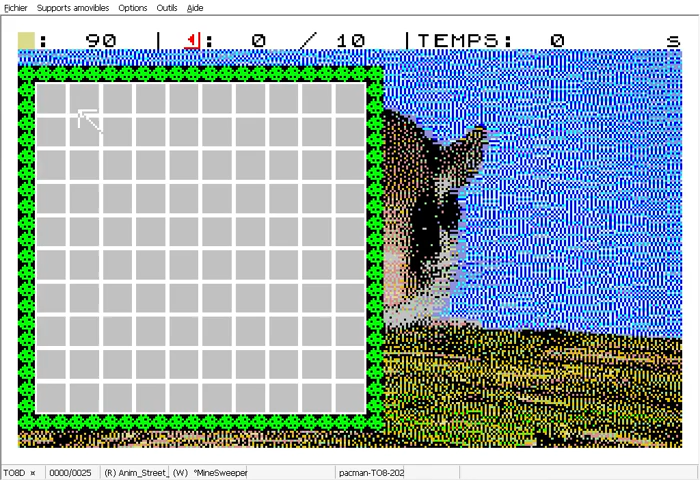 Fichier Supports amovibles Options Outils Aide
: 90 | : 0 / 10 | TEMPS: 0 s
TO8D × 0000/0025 (R) Anim_Street_ (W) °MineSweeper pacman-TO8-202